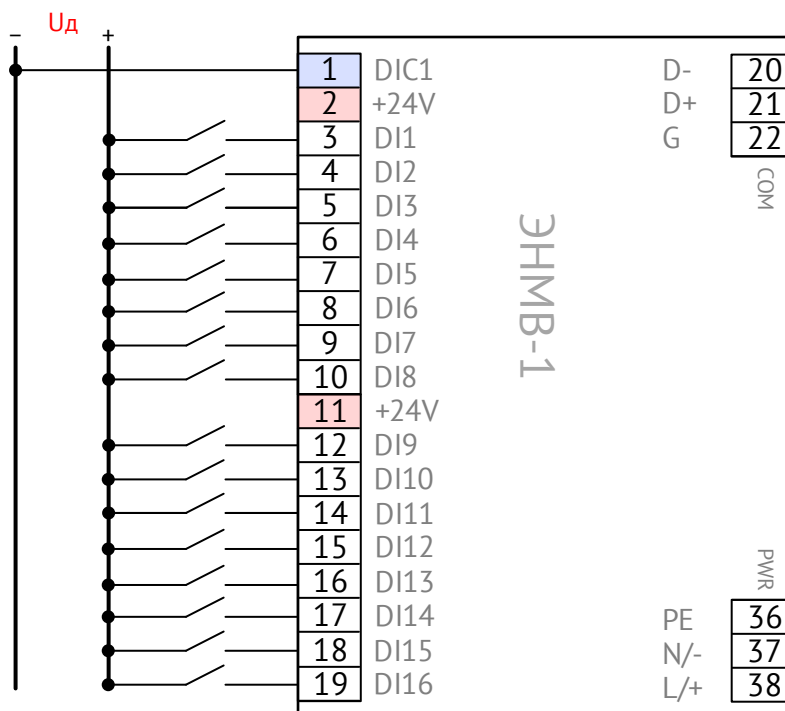 Uд
− +
1 DIC1 D- 20
2 +24V D+ 21
3 DI1 G 22
4 DI2 COM
5 DI3
6 DI4
7 DI5
8 DI6
9 DI7
10 DI8
11 +24V
12 DI9
13 DI10
14 DI11
15 DI12
16 DI13 PWR
17 DI14 PE 36
18 DI15 N/- 37
19 DI16 L/+ 38
ЭНМВ-1